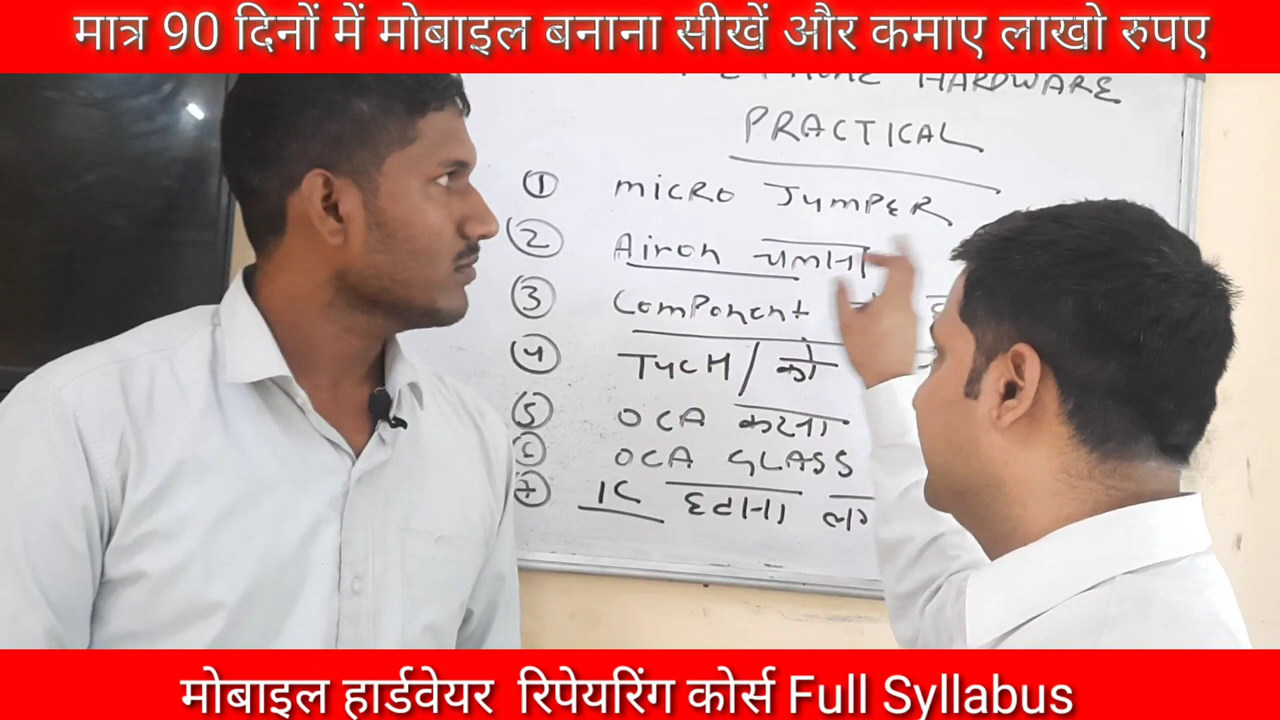 मात्र 90 दिनों में मोबाइल बनाना सीखें और कमाए लाखो रुपए
HARDWARE
PRACTICAL
① MICRO JUMPER
② Airon चलाना
③ Component
④ TUCH/ को
⑤ OCA करना
⑥ OCA GLASS
⑦ IC हटाना
मोबाइल हार्डवेयर रिपेयरिंग कोर्स Full Syllabus